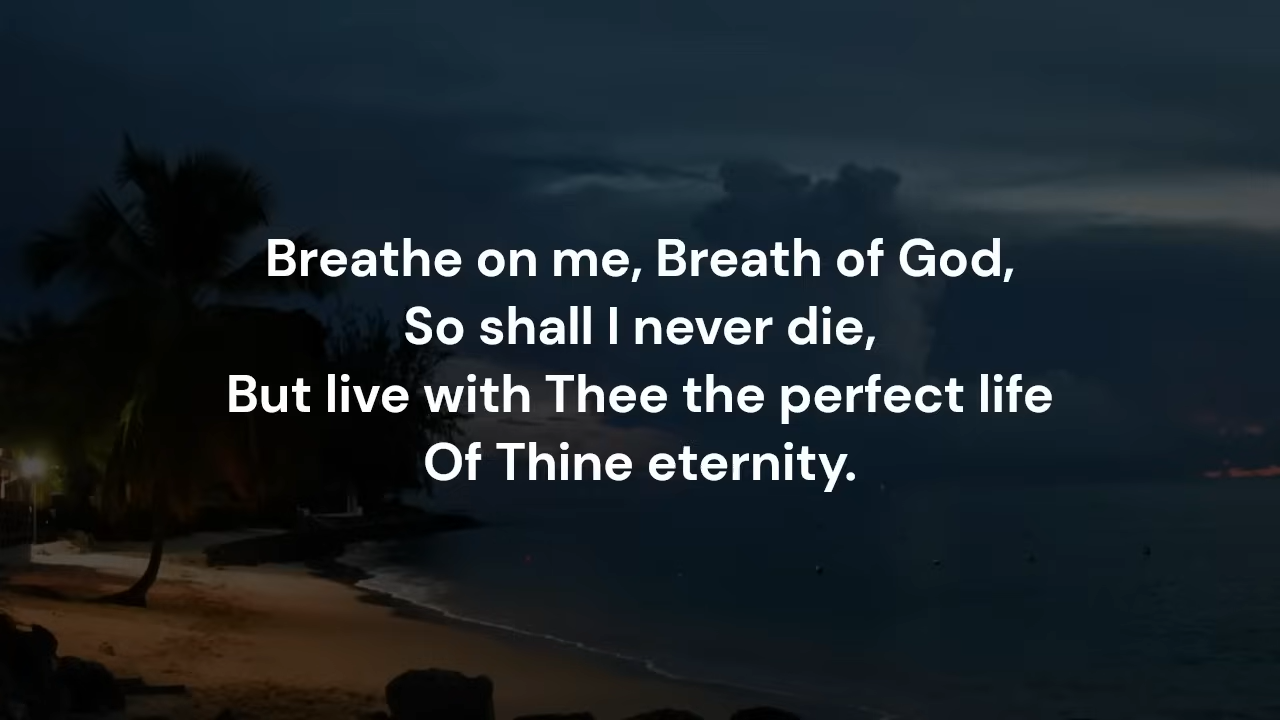 Breathe on me, Breath of God,
So shall I never die,
But live with Thee the perfect life
Of Thine eternity.